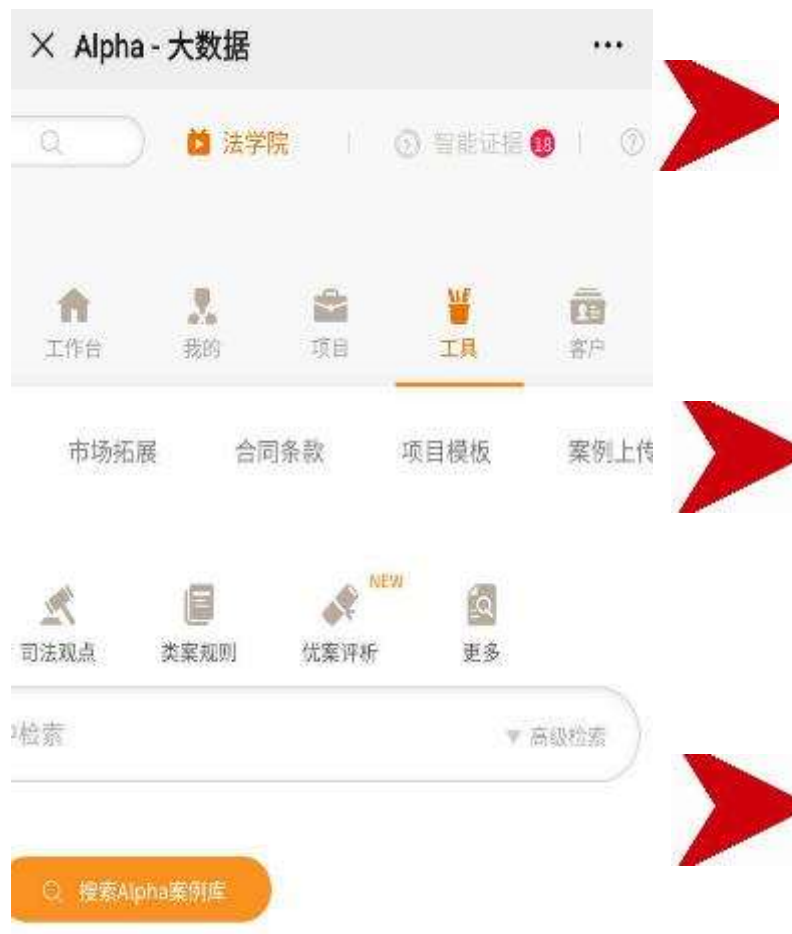 Alpha - 大数据
法学院 智能证据 18
工作台 我的 项目 工具 客户
市场拓展 合同条款 项目模板 案例上传
NEW
司法观点 类案规则 优案评析 更多
检索 高级检索
搜索Alpha案例库